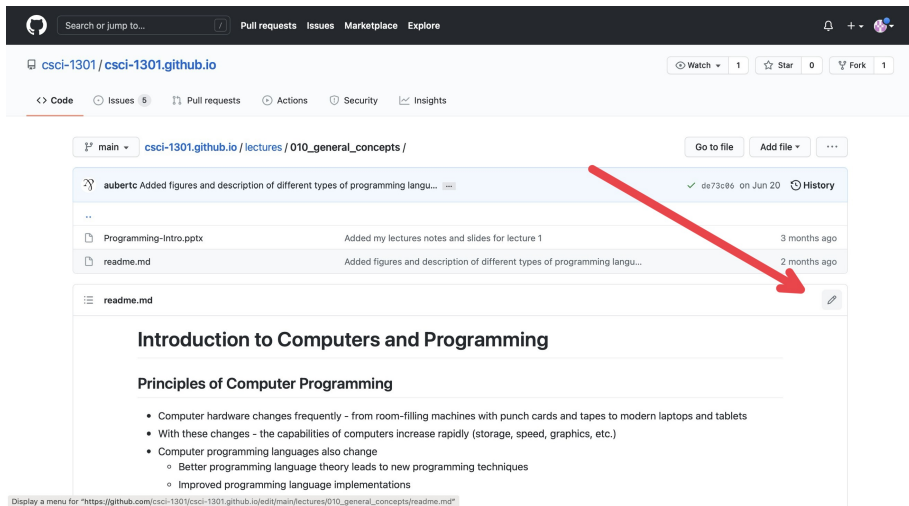 Search or jump to... / Pull requests Issues Marketplace Explore
csci-1301 / csci-1301.github.io Watch 1 Star 0 Fork 1
<> Code Issues 5 Pull requests Actions Security Insights
main csci-1301.github.io / lectures / 010_general_concepts / Go to file Add file ...
aubertc Added figures and description of different types of programming langu... ... de73c06 on Jun 20 History
..
Programming-Intro.pptx Added my lectures notes and slides for lecture 1 3 months ago
readme.md Added figures and description of different types of programming langu... 2 months ago
readme.md
Introduction to Computers and Programming
Principles of Computer Programming
• Computer hardware changes frequently - from room-filling machines with punch cards and tapes to modern laptops and tablets
• With these changes - the capabilities of computers increase rapidly (storage, speed, graphics, etc.)
• Computer programming languages also change
◦ Better programming language theory leads to new programming techniques
◦ Improved programming language implementations
Display a menu for "https://github.com/csci-1301/csci-1301.github.io/edit/main/lectures/010_general_concepts/readme.md"